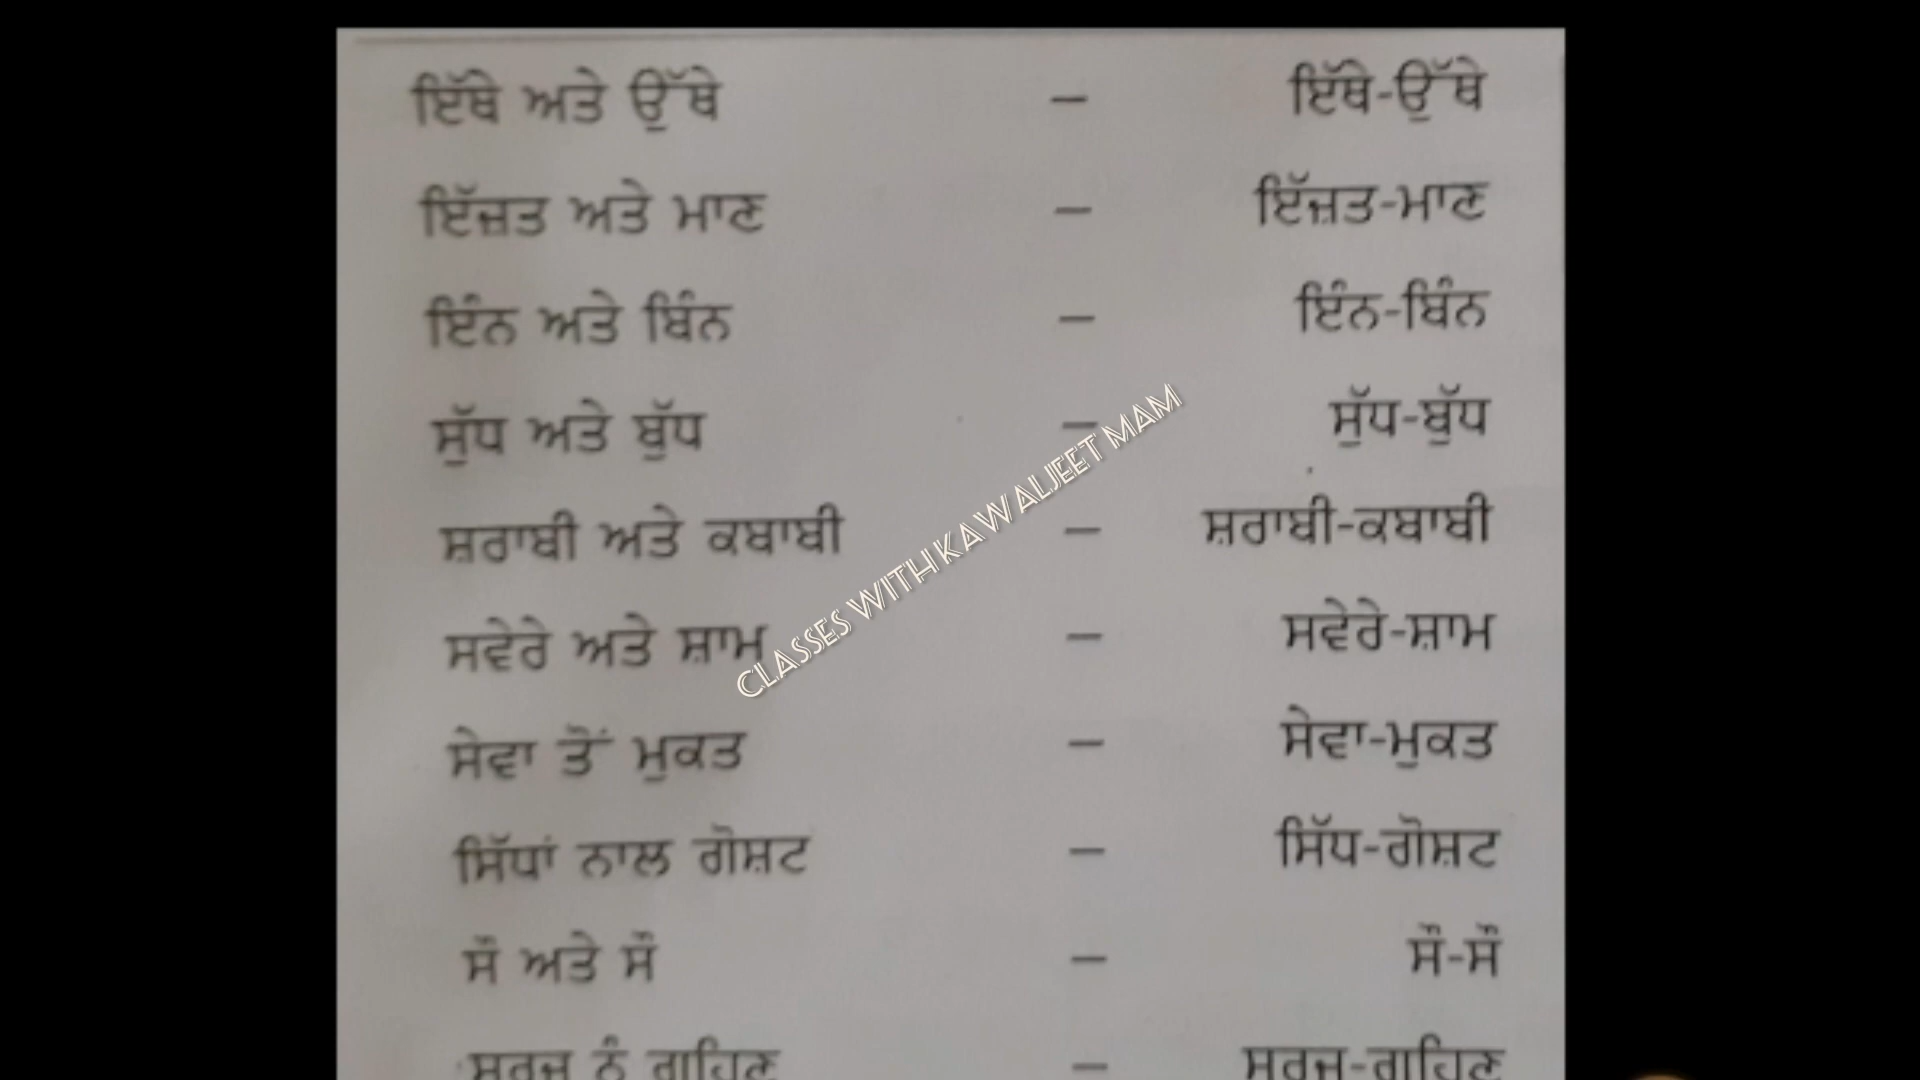 ਇੱਥੇ ਅਤੇ ਉੱਥੇ – ਇੱਥੇ-ਉੱਥੇ
ਇੱਜ਼ਤ ਅਤੇ ਮਾਣ – ਇੱਜ਼ਤ-ਮਾਣ
ਇੰਨ ਅਤੇ ਬਿੰਨ – ਇੰਨ-ਬਿੰਨ
ਸੁੱਧ ਅਤੇ ਬੁੱਧ – ਸੁੱਧ-ਬੁੱਧ
ਸ਼ਰਾਬੀ ਅਤੇ ਕਬਾਬੀ – ਸ਼ਰਾਬੀ-ਕਬਾਬੀ
ਸਵੇਰੇ ਅਤੇ ਸ਼ਾਮ – ਸਵੇਰੇ-ਸ਼ਾਮ
ਸੇਵਾ ਤੋਂ ਮੁਕਤ – ਸੇਵਾ-ਮੁਕਤ
ਸਿੱਧਾਂ ਨਾਲ ਗੋਸ਼ਟ – ਸਿੱਧ-ਗੋਸ਼ਟ
ਸੌ ਅਤੇ ਸੌ – ਸੌ-ਸੌ
CLASSES WITH KAWALJEET MAM